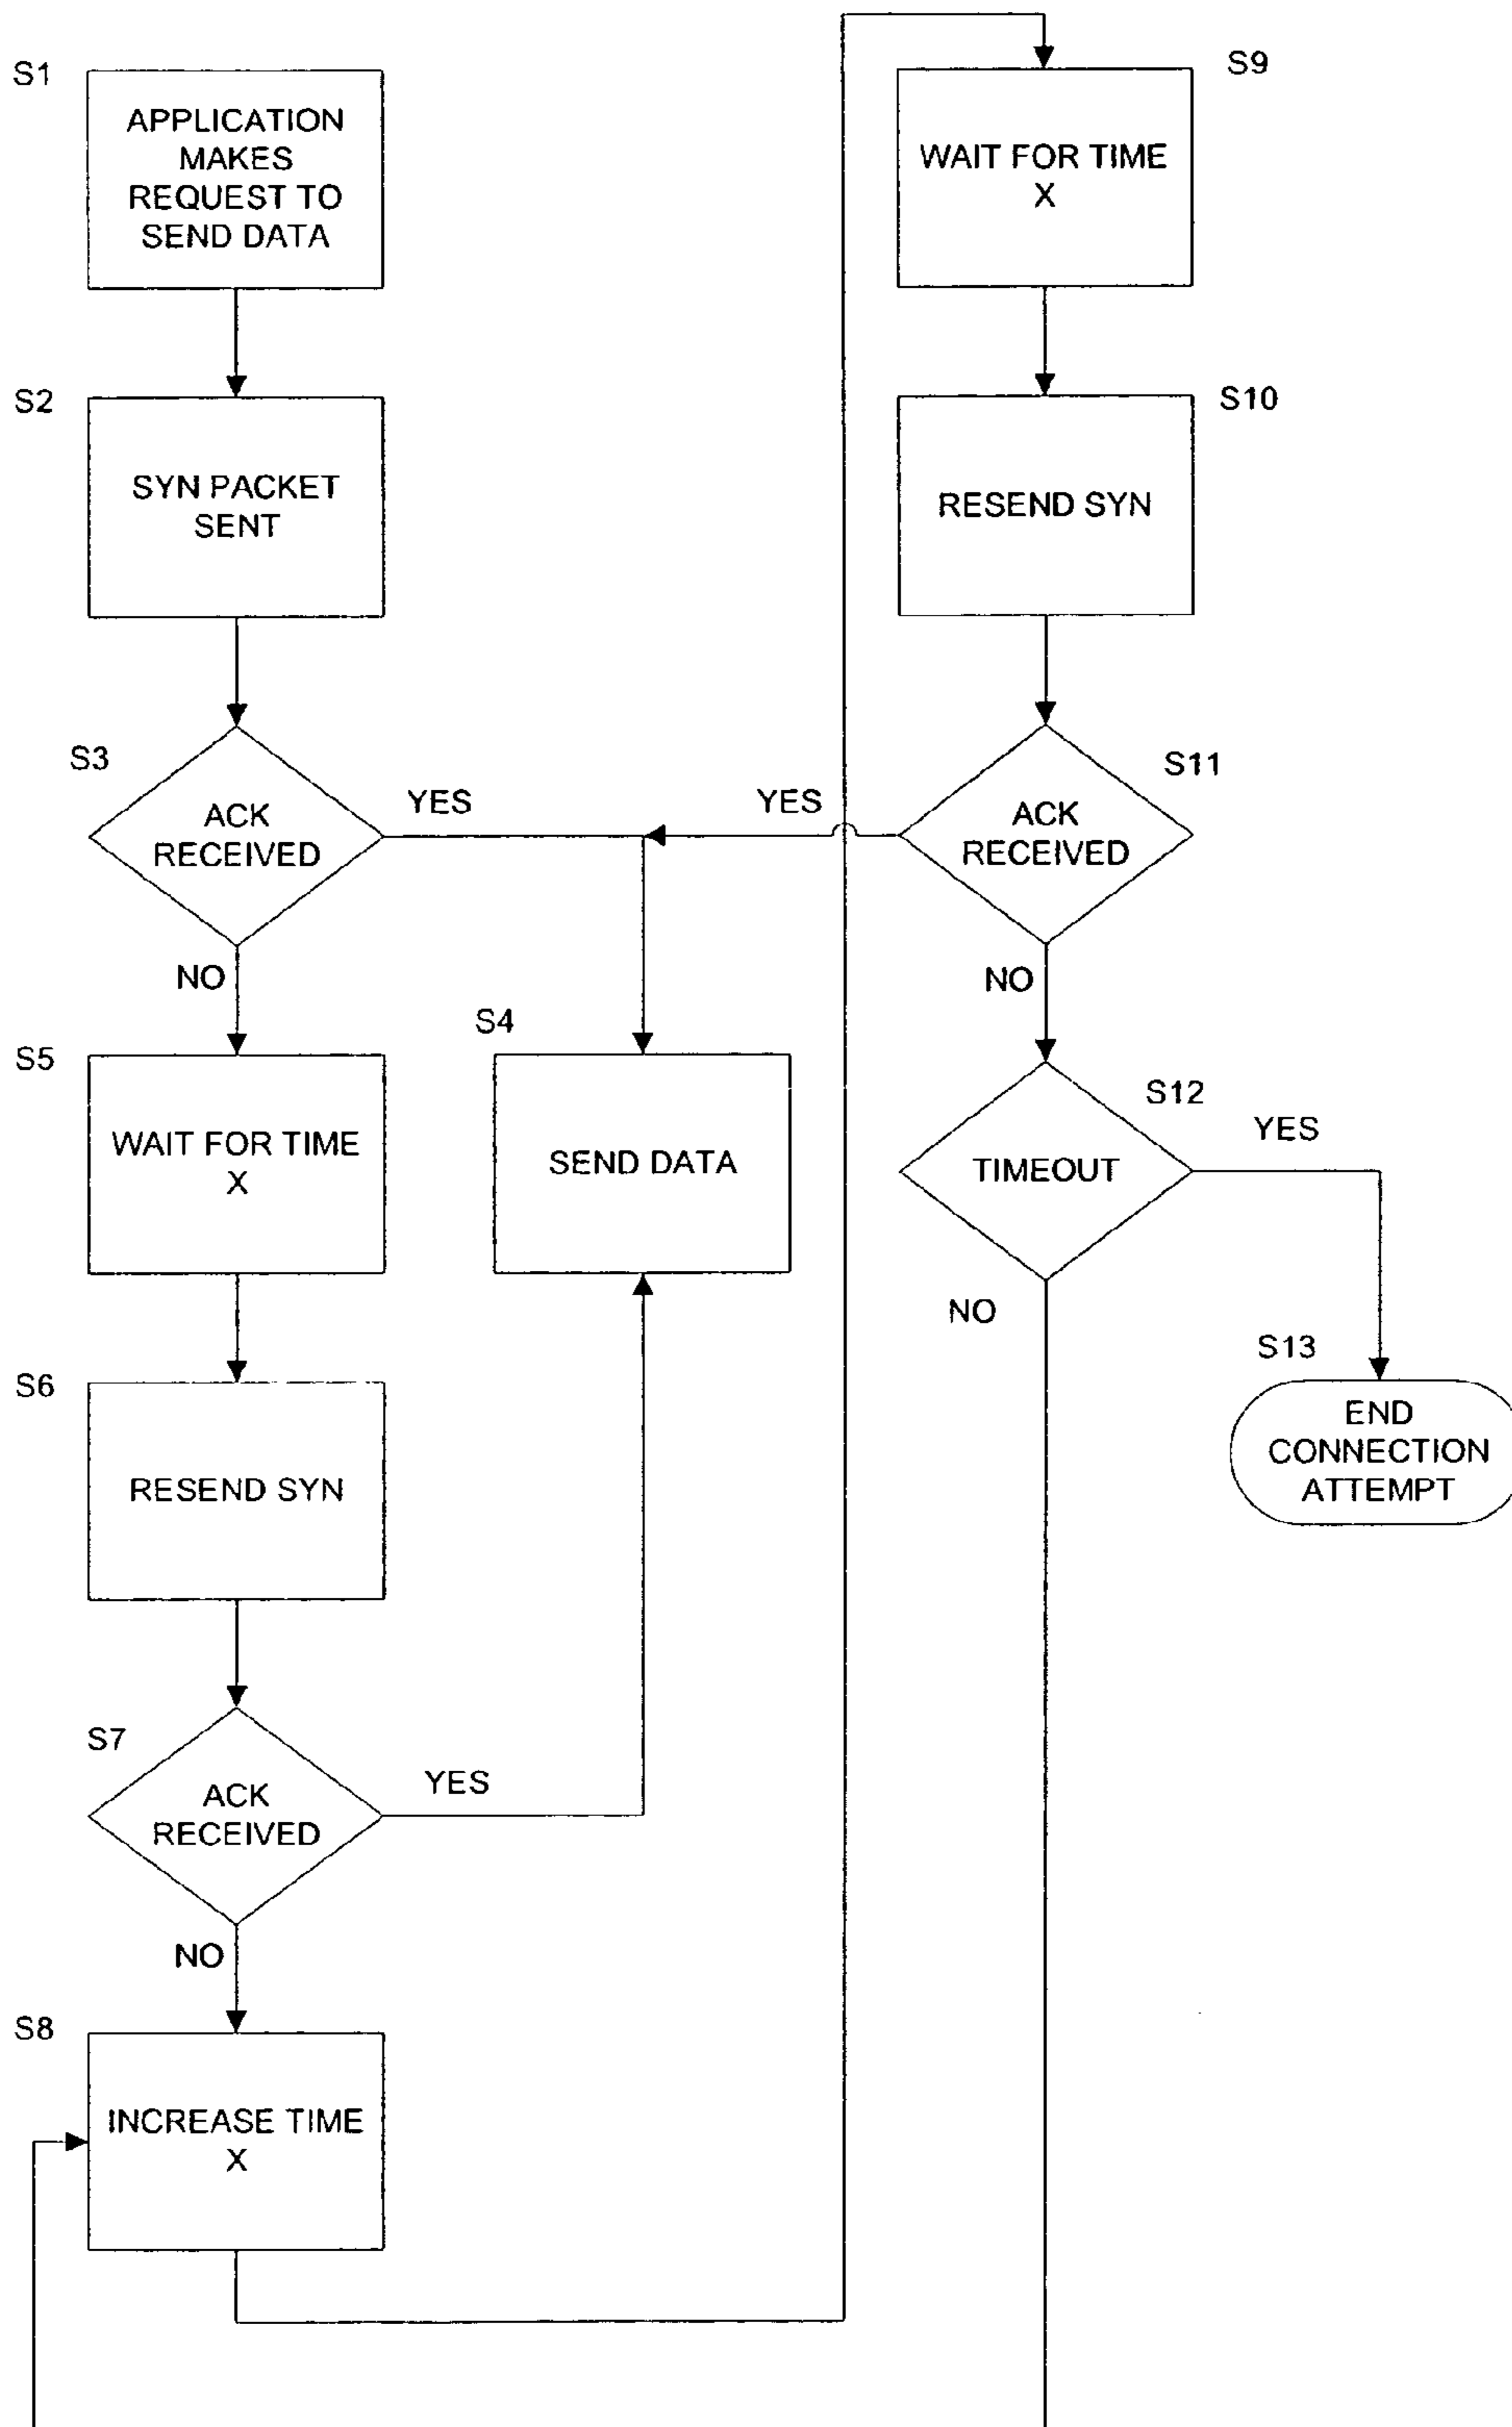 S1
APPLICATION
MAKES
REQUEST TO
SEND DATA
S2
SYN PACKET
SENT
S3
ACK
RECEIVED
YES
NO
S4
SEND DATA
S5
WAIT FOR TIME
X
S6
RESEND SYN
S7
ACK
RECEIVED
YES
NO
S8
INCREASE TIME
X
S9
WAIT FOR TIME
X
S10
RESEND SYN
S11
ACK
RECEIVED
YES
NO
S12
TIMEOUT
YES
NO
S13
END
CONNECTION
ATTEMPT